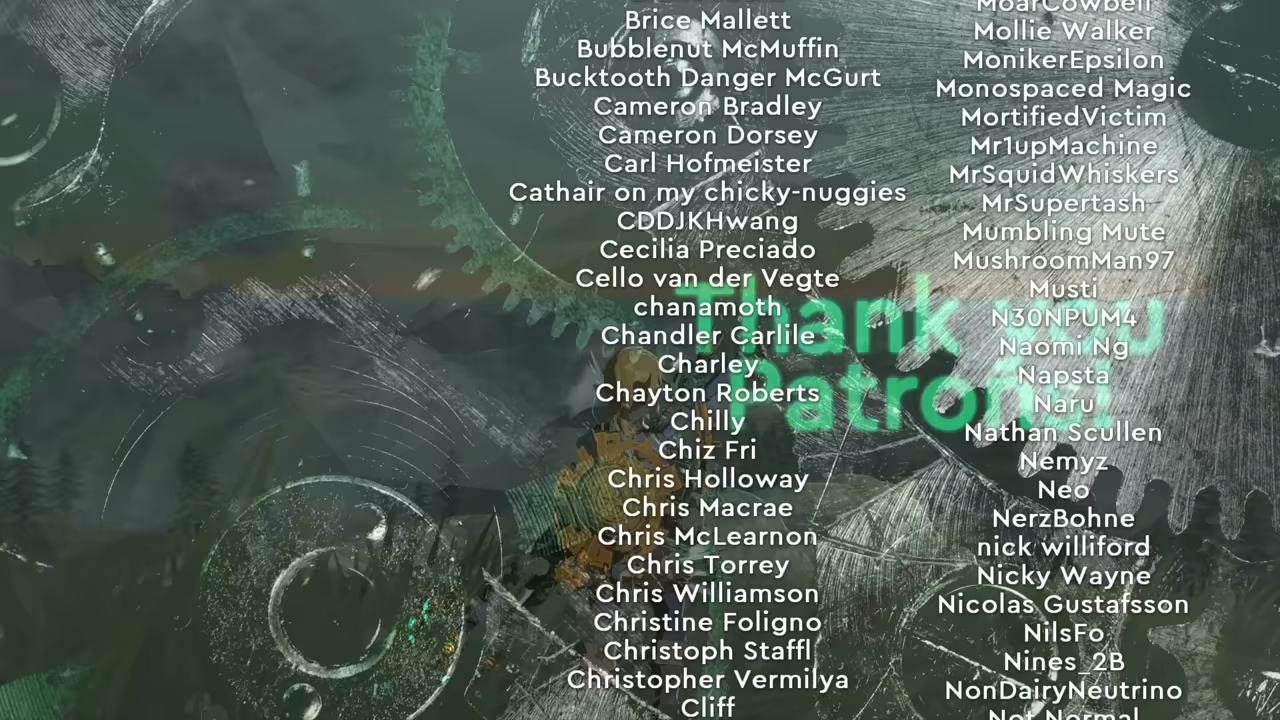 Brice Mallett
Bubblenut McMuffin
Bucktooth Danger McGurt
Cameron Bradley
Cameron Dorsey
Carl Hofmeister
Cathair on my chicky-nuggies
CDDJKHwang
Cecilia Preciado
Cello van der Vegte
chanamoth
Chandler Carlile
Charley
Chayton Roberts
Chilly
Chiz Fri
Chris Holloway
Chris Macrae
Chris McLearnon
Chris Torrey
Chris Williamson
Christine Foligno
Christoph Staffl
Christopher Vermilya
Cliff
MoarCowbell
Mollie Walker
MonikerEpsilon
Monospaced Magic
MortifiedVictim
Mr1upMachine
MrSquidWhiskers
MrSupertash
Mumbling Mute
MushroomMan97
Musti
N30NPUM4
Naomi Ng
Napsta
Naru
Nathan Scullen
Nemyz
Neo
NerzBohne
nick williford
Nicky Wayne
Nicolas Gustafsson
NilsFo
Nines_2B
NonDairyNeutrino
Not Normal
Thank you
Patrons!